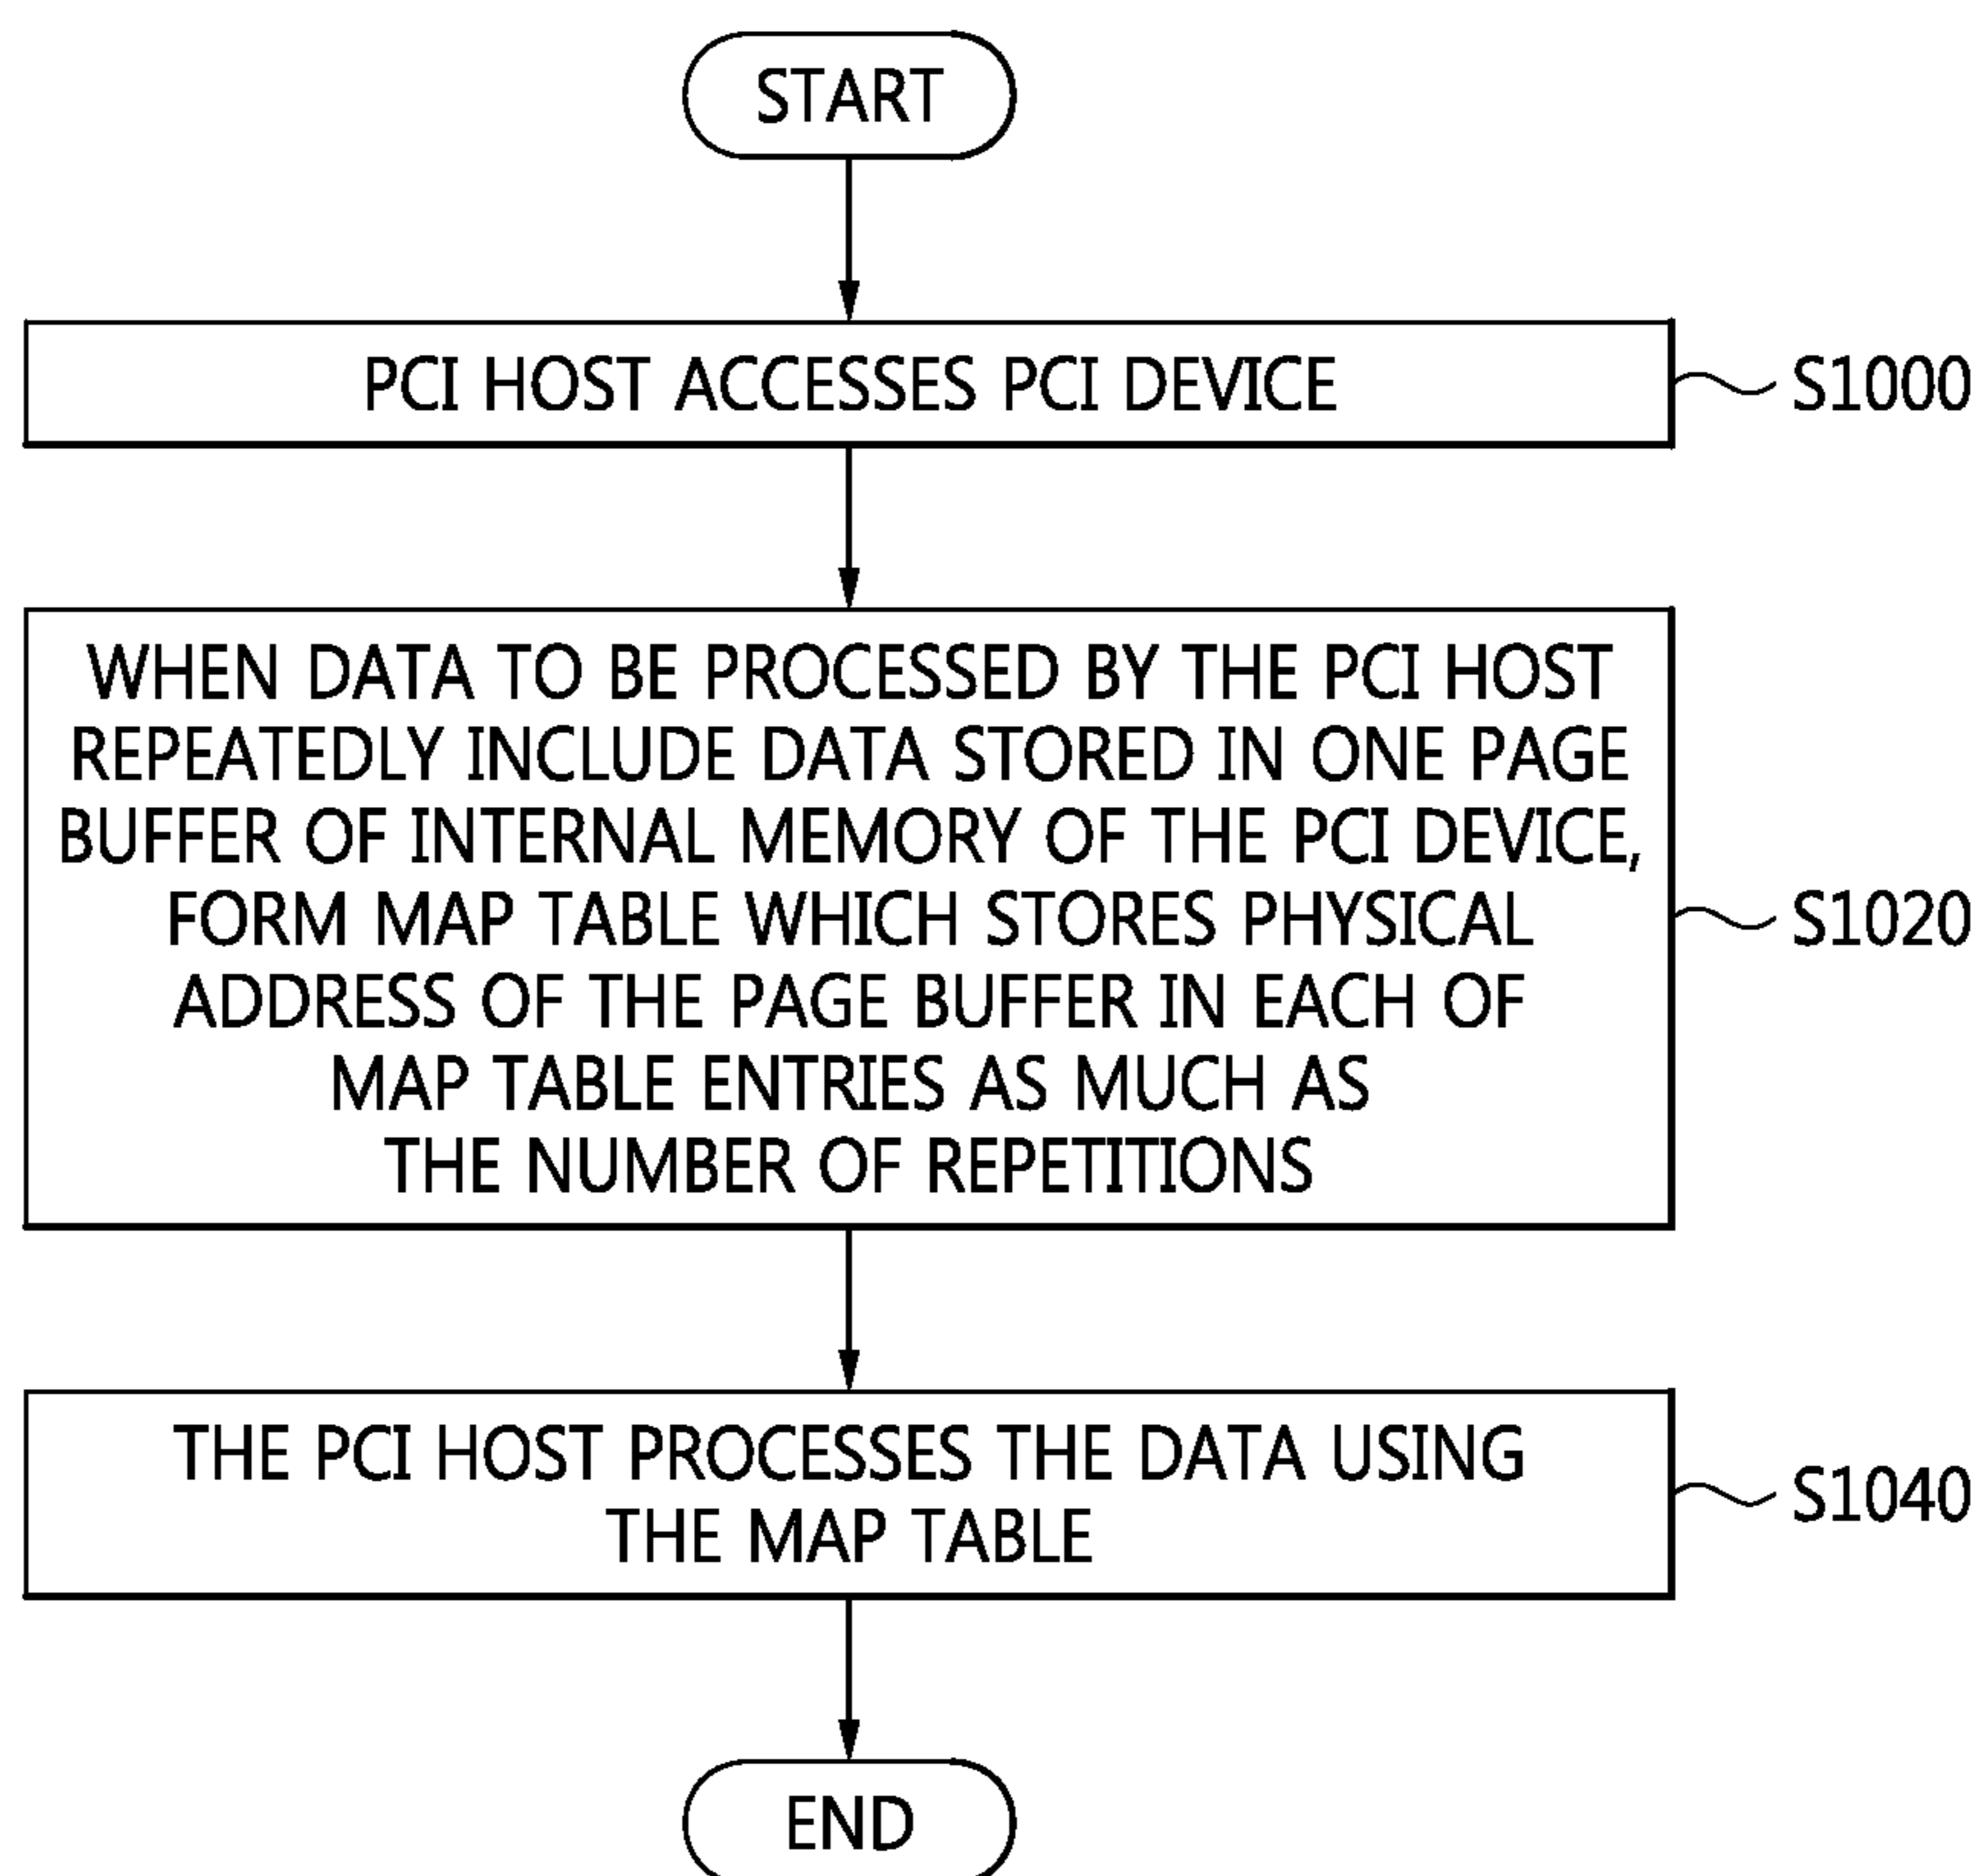 START
PCI HOST ACCESSES PCI DEVICE
S1000
WHEN DATA TO BE PROCESSED BY THE PCI HOST
REPEATEDLY INCLUDE DATA STORED IN ONE PAGE
BUFFER OF INTERNAL MEMORY OF THE PCI DEVICE,
FORM MAP TABLE WHICH STORES PHYSICAL
ADDRESS OF THE PAGE BUFFER IN EACH OF
MAP TABLE ENTRIES AS MUCH AS
THE NUMBER OF REPETITIONS
S1020
THE PCI HOST PROCESSES THE DATA USING
THE MAP TABLE
S1040
END